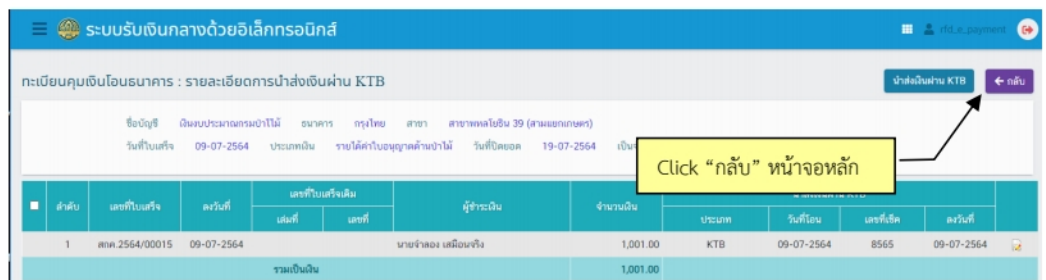 ระบบรับเงินกลางด้วยอิเล็กทรอนิกส์ rfd_e_payment
ทะเบียนคุมเงินโอนธนาคาร : รายละเอียดการนำส่งเงินผ่าน KTB นำส่งเงินผ่าน KTB กลับ
ชื่อบัญชี เงินงบประมาณกรมป่าไม้ ธนาคาร กรุงไทย สาขา สาขาพหลโยธิน 39 (สามแยกเกษตร)
วันที่ใบเสร็จ 09-07-2564 ประเภทเงิน รายได้ค่าใบอนุญาตด้านป่าไม้ วันที่ปิดยอด 19-07-2564
Click “กลับ” หน้าจอหลัก
ลำดับ เลขที่ใบเสร็จ ลงวันที่ เลขที่ใบเสร็จเดิม ผู้ชำระเงิน จำนวนเงิน
เล่มที่ เลขที่ ประเภท วันที่โอน เลขที่เช็ค ลงวันที่
1 สกค.2564/00015 09-07-2564 นายจำลอง เสมือนจริง 1,001.00 KTB 09-07-2564 8565 09-07-2564
รวมเป็นเงิน 1,001.00